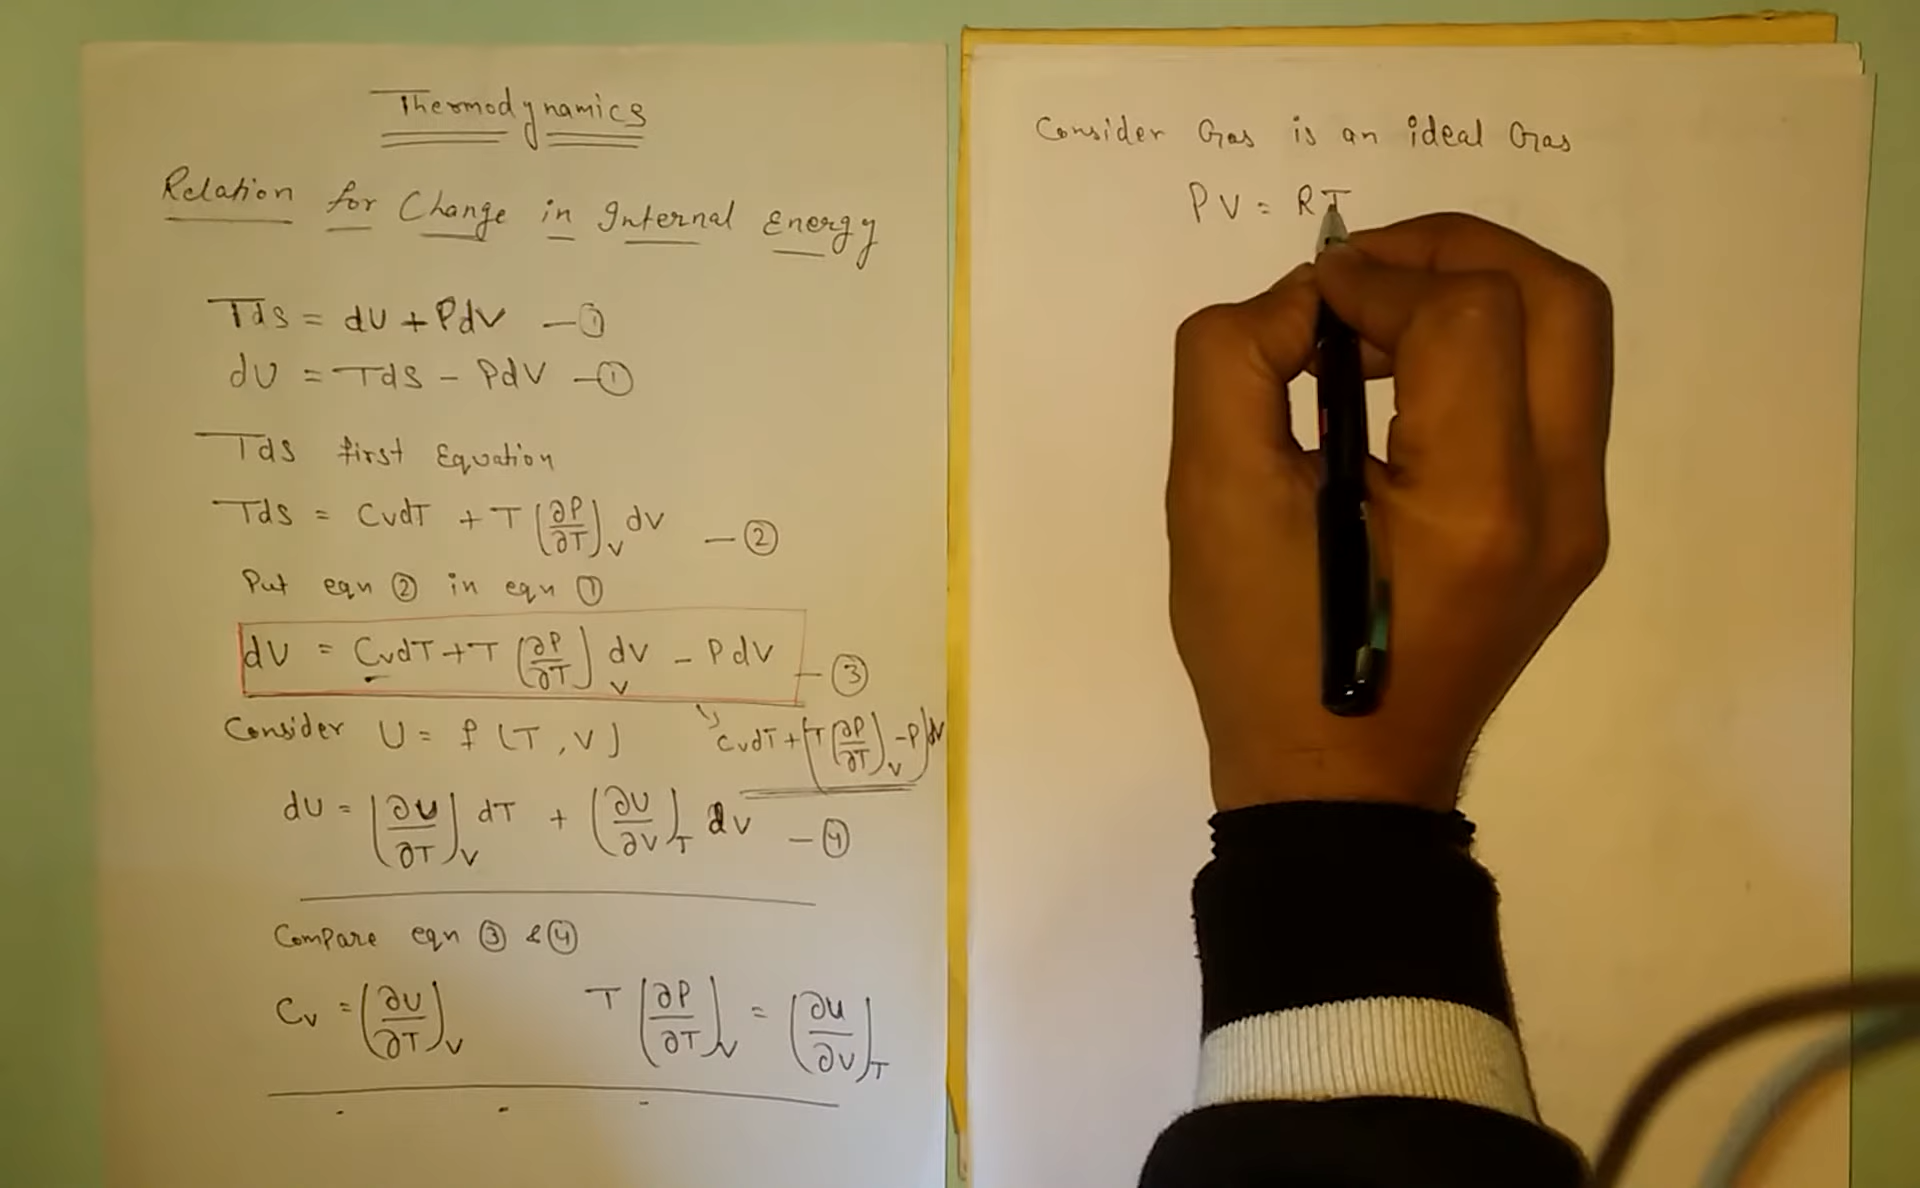 Thermodynamics
Relation for Change in Internal Energy
Tds = dU + PdV — ①
dU = Tds - PdV — ①
Tds first Equation
Tds = CvdT + T (∂P/∂T)v dV — ②
Put eqn ② in eqn ①
dU = CvdT + T (∂P/∂T)v dV - PdV — ③
Consider U = f (T, V)
CvdT + [T (∂P/∂T)v - P] dV
dU = (∂U/∂T)v dT + (∂U/∂V)T dV — ④
Compare eqn ③ & ④
Cv = (∂U/∂T)v T (∂P/∂T)v = (∂U/∂V)T
Consider Gas is an ideal Gas
PV = RT